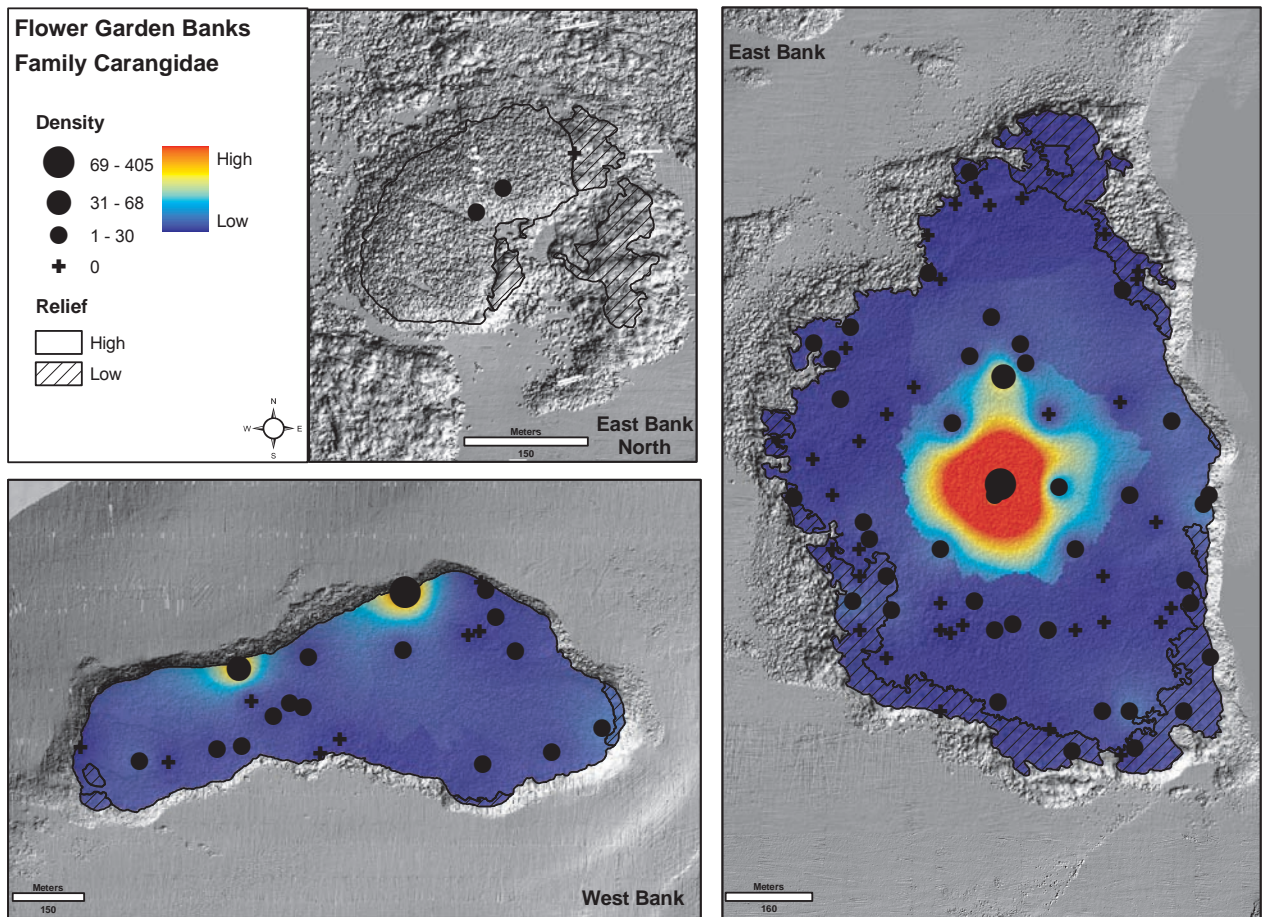 Flower Garden Banks
Family Carangidae
Density
69 - 405
31 - 68
1 - 30
0
High
Low
Relief
High
Low
N
W E
S
Meters
150
East Bank
North
East Bank
Meters
160
Meters
150
West Bank